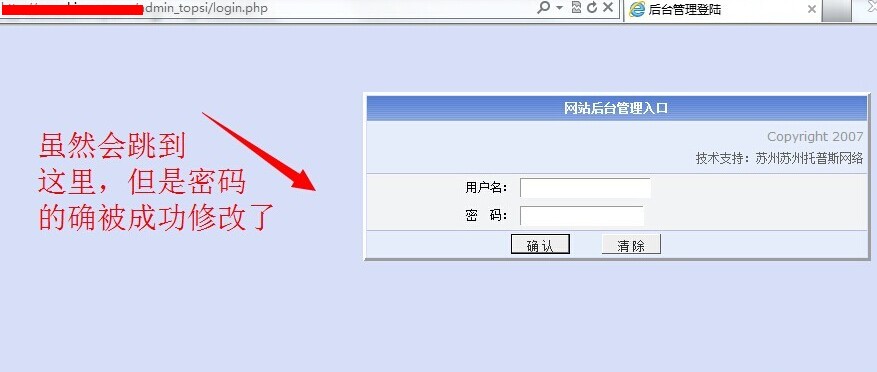 admin_topsi/login.php
后台管理登陆
网站后台管理入口
Copyright 2007
技术支持：苏州苏州托普斯网络
虽然会跳到
这里，但是密码
的确被成功修改了
用户名：
密 码：
确 认
清 除